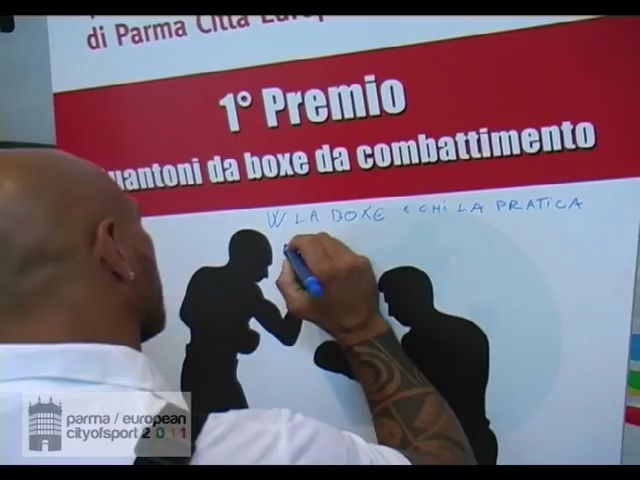 di Parma Città Europ
1° Premio
uantoni da boxe da combattimento
W LA BOXE E CHI LA PRATICA
parma / european
cityofsport 2011